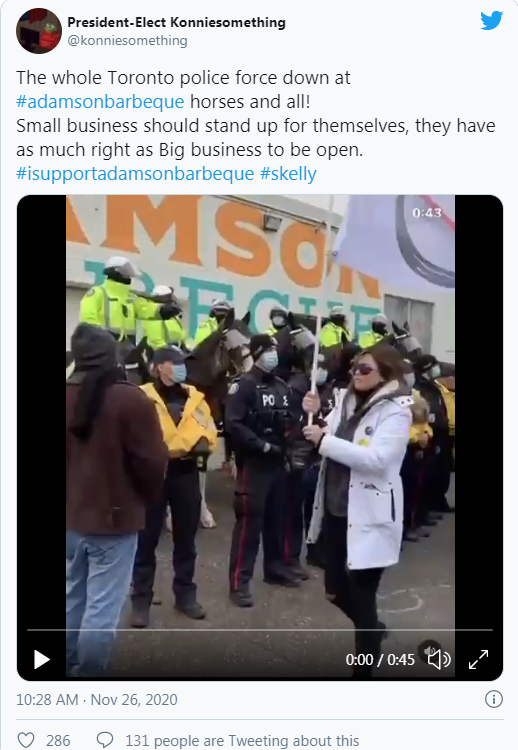 President-Elect Konniesomething
@konniesomething
The whole Toronto police force down at
#adamsonbarbeque horses and all!
Small business should stand up for themselves, they have
as much right as Big business to be open.
#isupportadamsonbarbeque #skelly
0:43
AMSON
0:00 / 0:45
10:28 AM · Nov 26, 2020
286
131 people are Tweeting about this